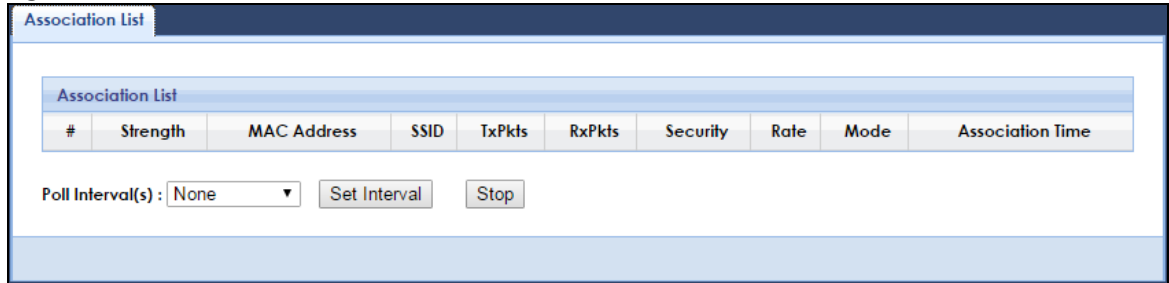 Association List
Association List
# Strength MAC Address SSID TxPkts RxPkts Security Rate Mode Association Time
Poll Interval(s) : None Set Interval Stop